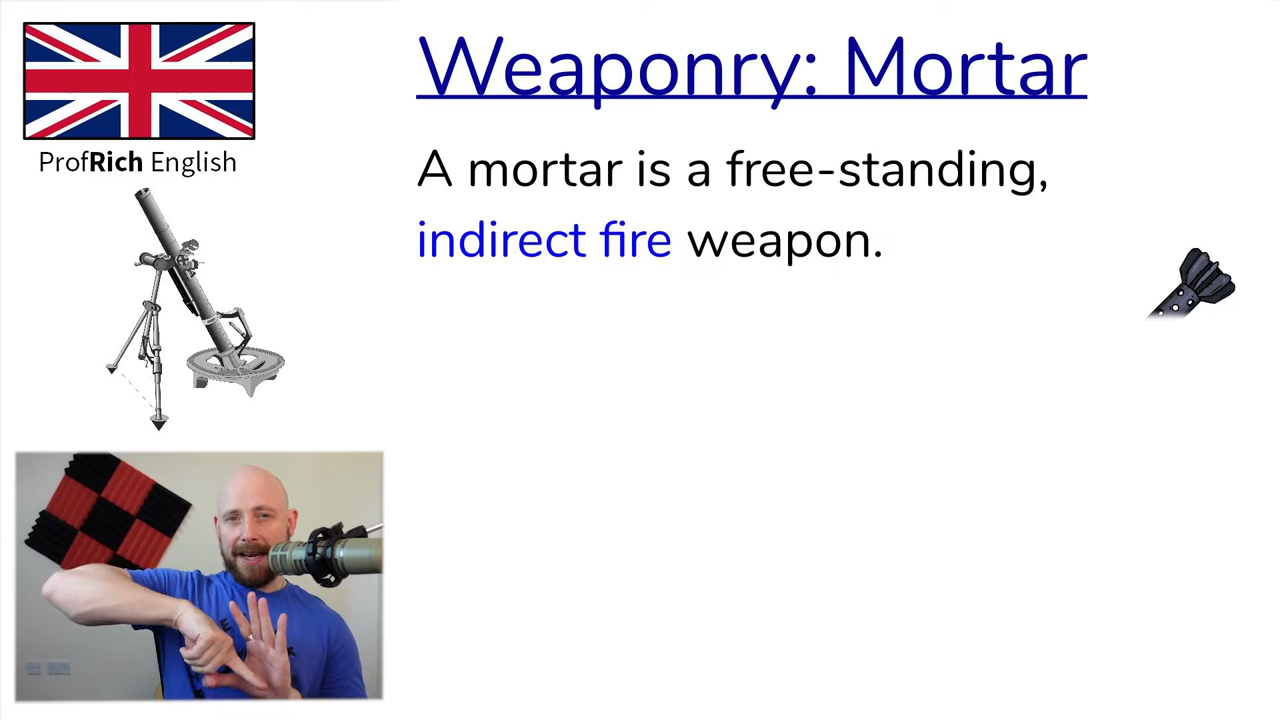 Weaponry: Mortar
ProfRich English
A mortar is a free-standing,
indirect fire weapon.